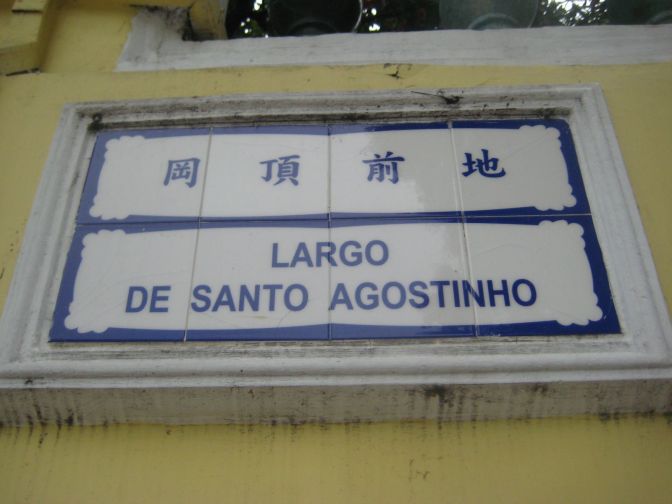 岡頂前地
LARGO
DE SANTO AGOSTINHO